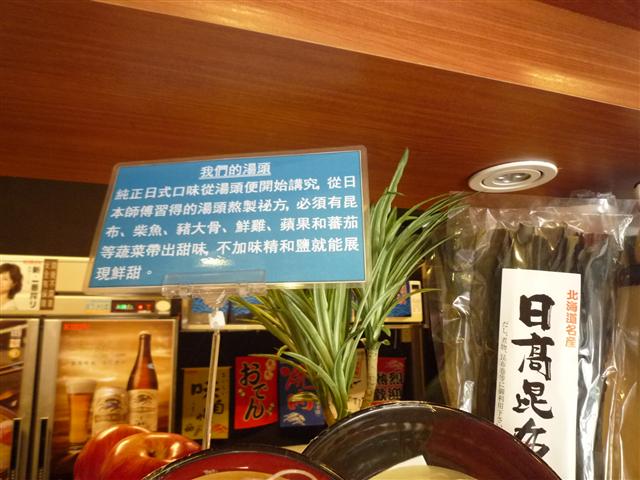 我們的湯頭
純正日式口味從湯頭便開始講究, 從日
本師傅習得的湯頭熬製祕方, 必須有昆
布、柴魚、豬大骨、鮮雞、蘋果和蕃茄
等蔬菜帶出甜味, 不加味精和鹽就能展
現鮮甜。
北海道名産
日高昆布
おでん